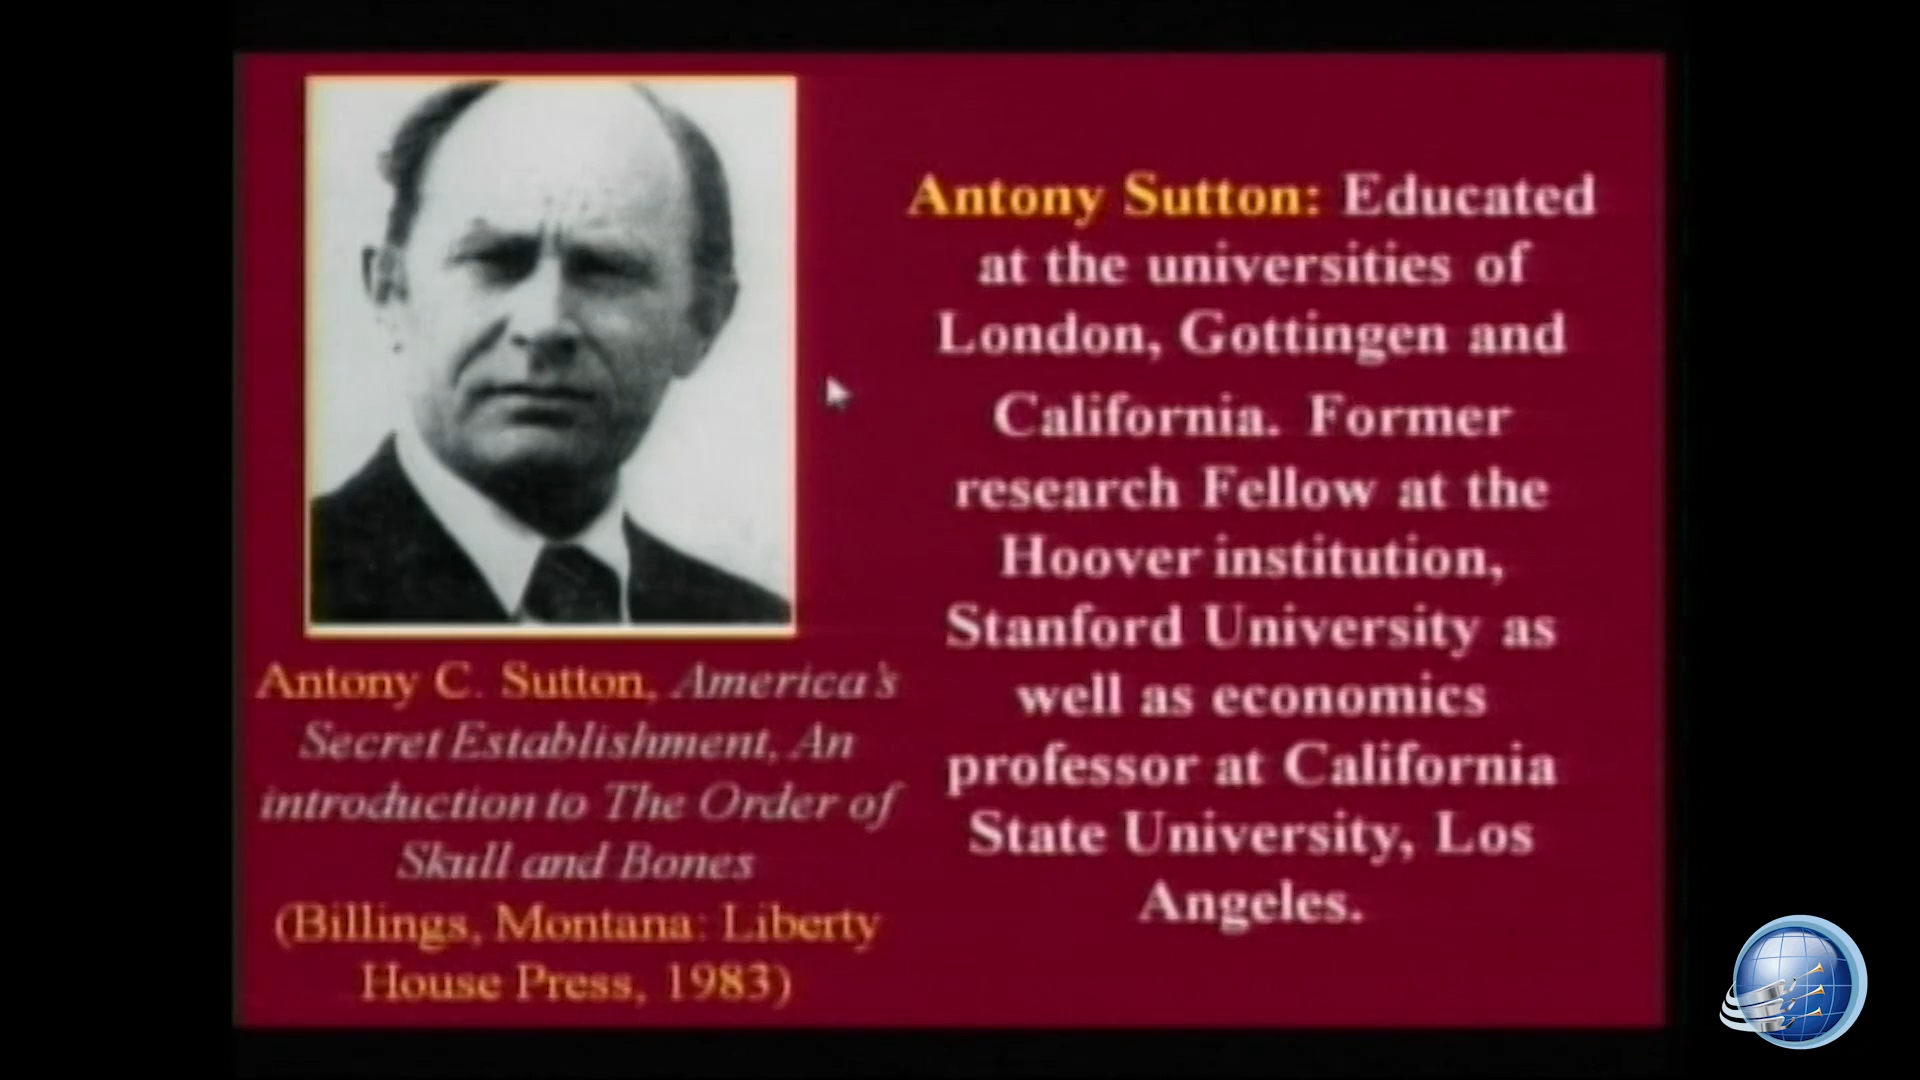 Antony C. Sutton, America's
Secret Establishment, An
introduction to The Order of
Skull and Bones
(Billings, Montana: Liberty
House Press, 1983)
Antony Sutton: Educated
at the universities of
London, Gottingen and
California. Former
research Fellow at the
Hoover institution,
Stanford University as
well as economics
professor at California
State University, Los
Angeles.